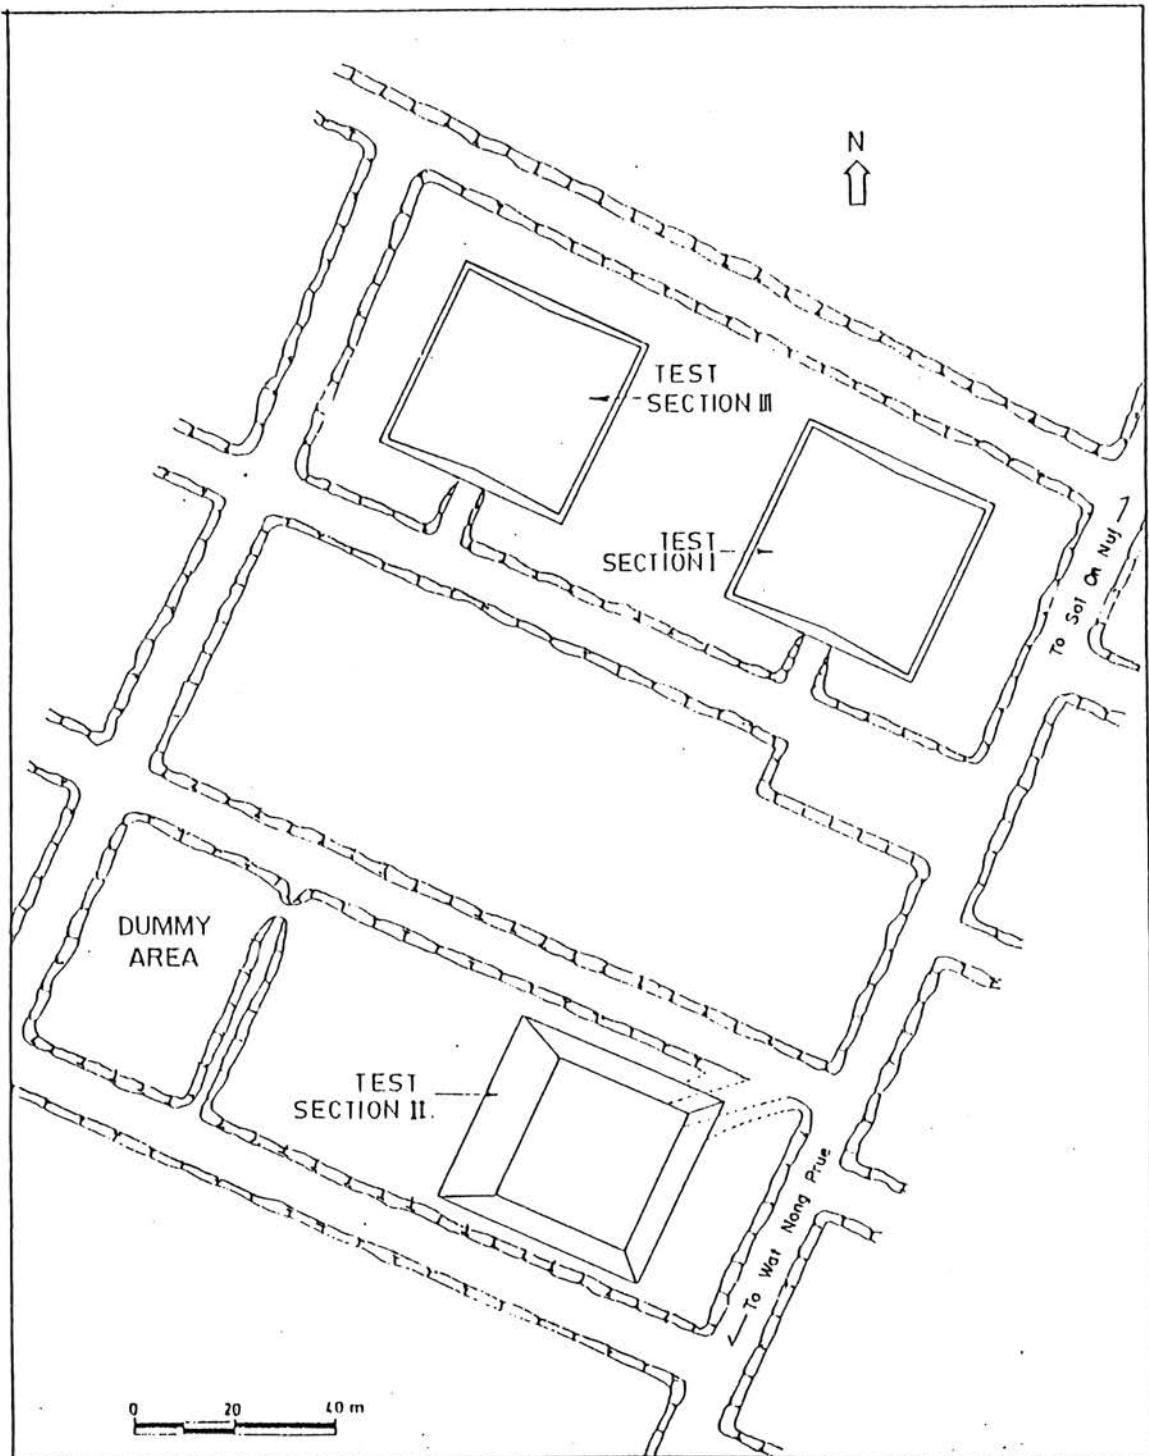 N
TEST
SECTION III
TEST
SECTION I
To Soi On Nuj
DUMMY
AREA
TEST
SECTION II.
To Wat Nong Prue
0 20 40 m